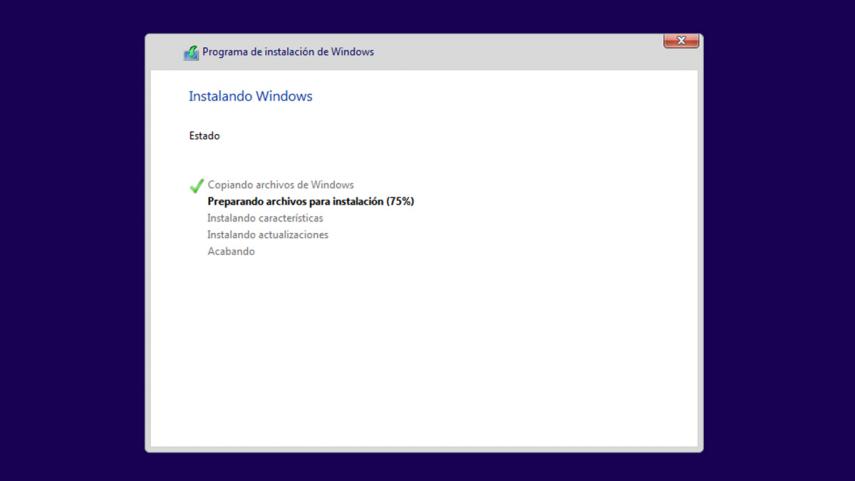 Programa de instalación de Windows
Instalando Windows
Estado
Copiando archivos de Windows
Preparando archivos para instalación (75%)
Instalando características
Instalando actualizaciones
Acabando